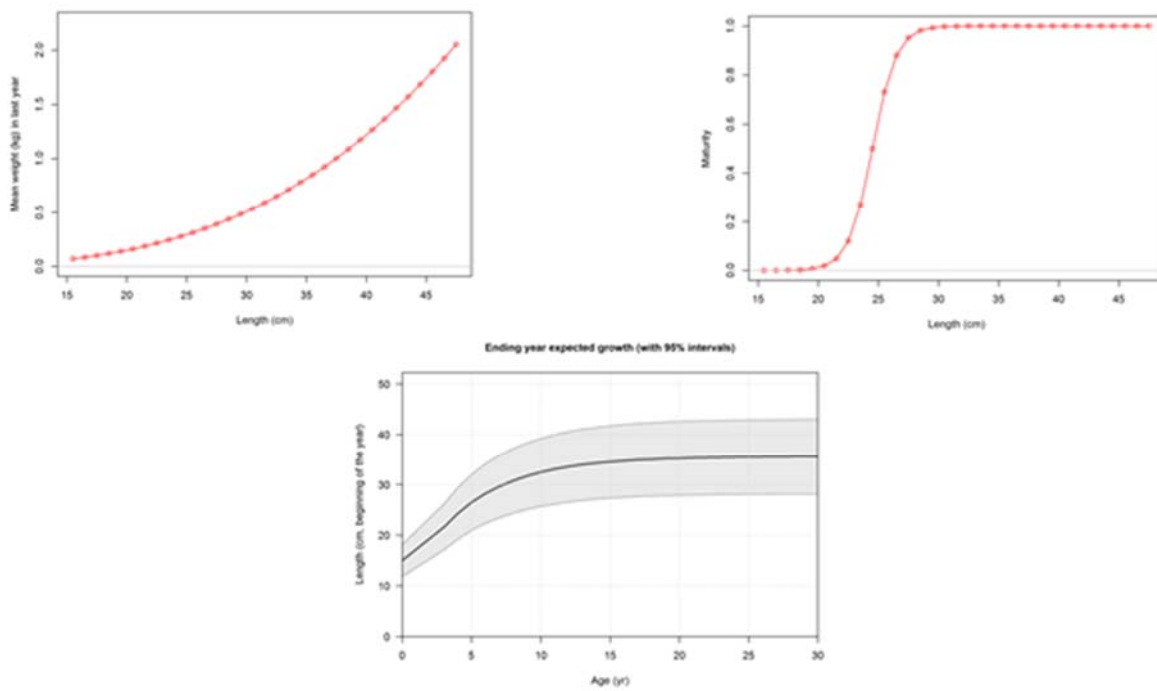 Mean weight (kg) in last year
0.0 0.5 1.0 1.5 2.0
15 20 25 30 35 40 45
Length (cm)
Maturity
0.0 0.2 0.4 0.6 0.8 1.0
15 20 25 30 35 40 45
Length (cm)
Ending year expected growth (with 95% intervals)
Length (cm, beginning of the year)
0 10 20 30 40 50
0 5 10 15 20 25 30
Age (yr)